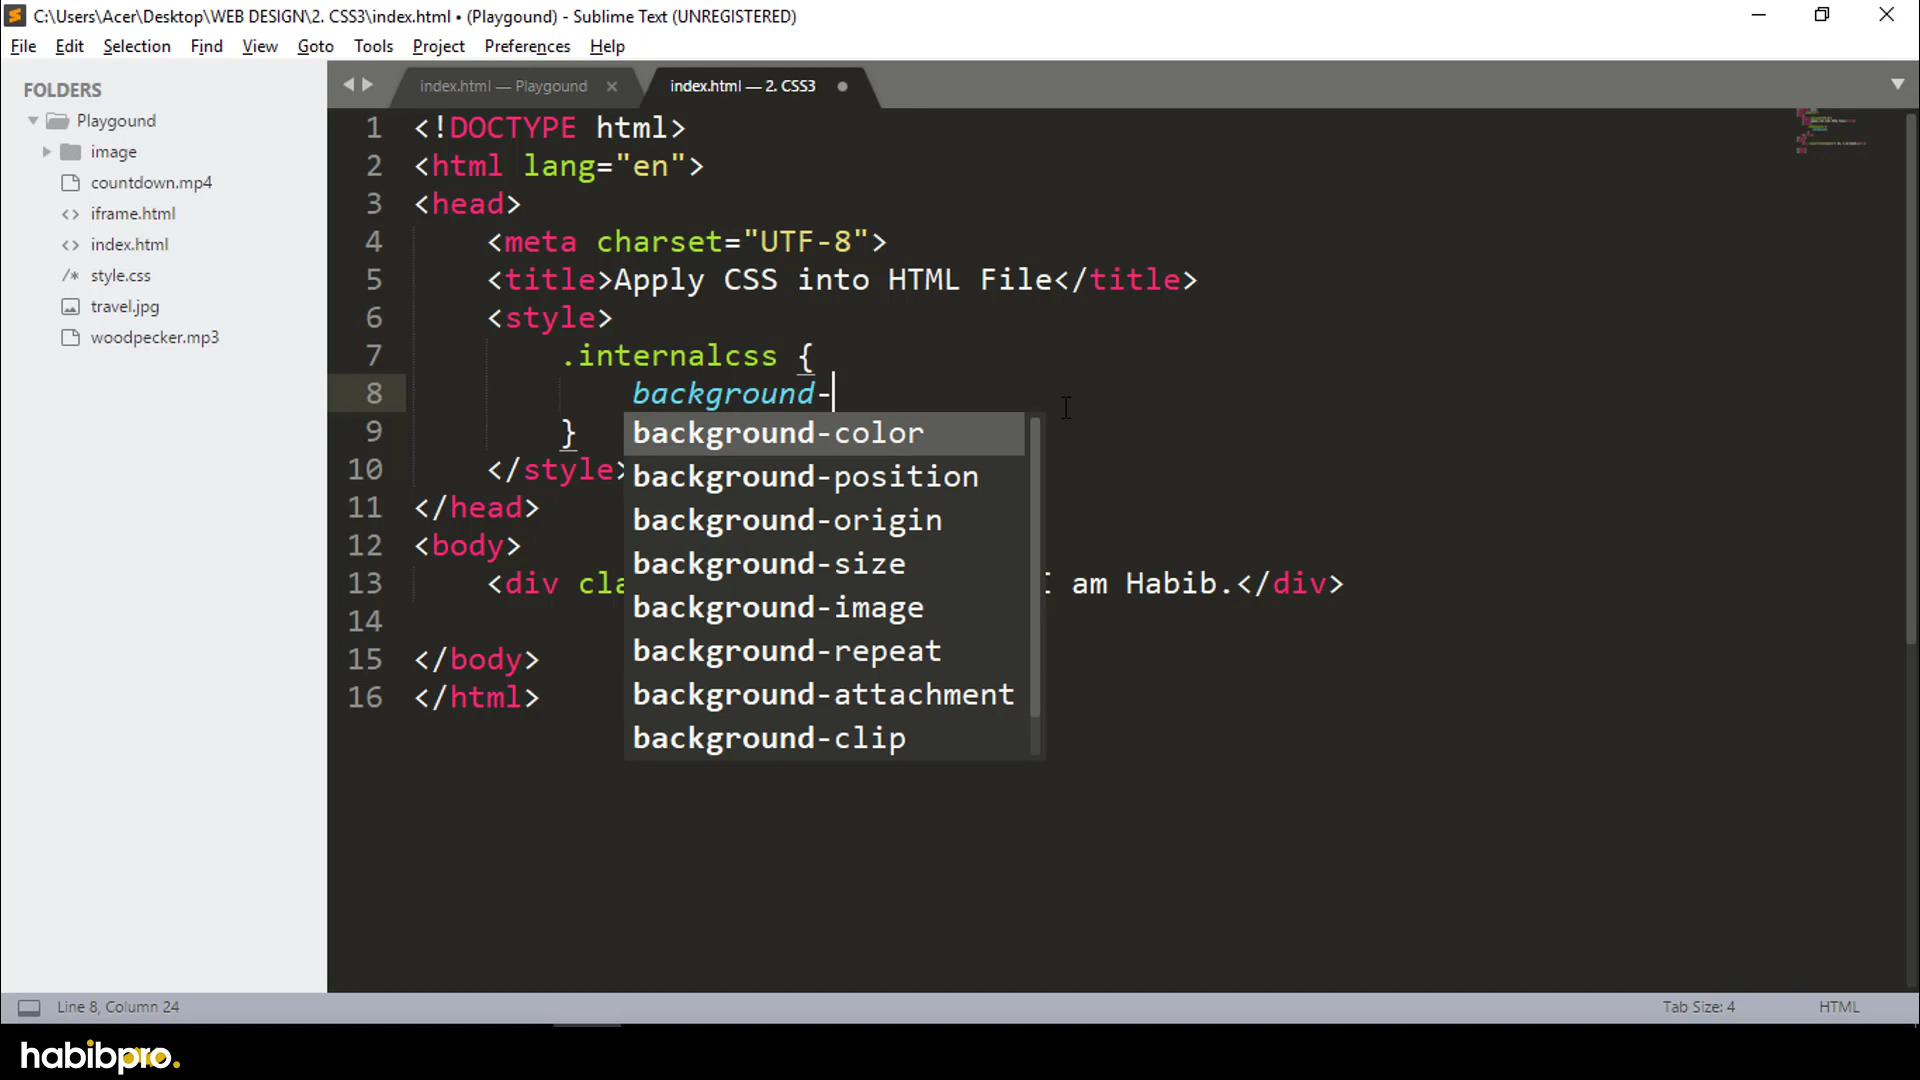 C:\Users\Acer\Desktop\WEB DESIGN\2. CSS3\index.html • (Playgound) - Sublime Text (UNREGISTERED)
File Edit Selection Find View Goto Tools Project Preferences Help
FOLDERS
Playgound
image
countdown.mp4
iframe.html
index.html
style.css
travel.jpg
woodpecker.mp3
index.html — Playgound
index.html — 2. CSS3
1 <!DOCTYPE html>
2 <html lang="en">
3 <head>
4 <meta charset="UTF-8">
5 <title>Apply CSS into HTML File</title>
6 <style>
7 .internalcss {
8 background-
9 }
10 </style>
11 </head>
12 <body>
13 <div cla I am Habib.</div>
14
15 </body>
16 </html>
background-color
background-position
background-origin
background-size
background-image
background-repeat
background-attachment
background-clip
Line 8, Column 24
Tab Size: 4
HTML
habibpro.